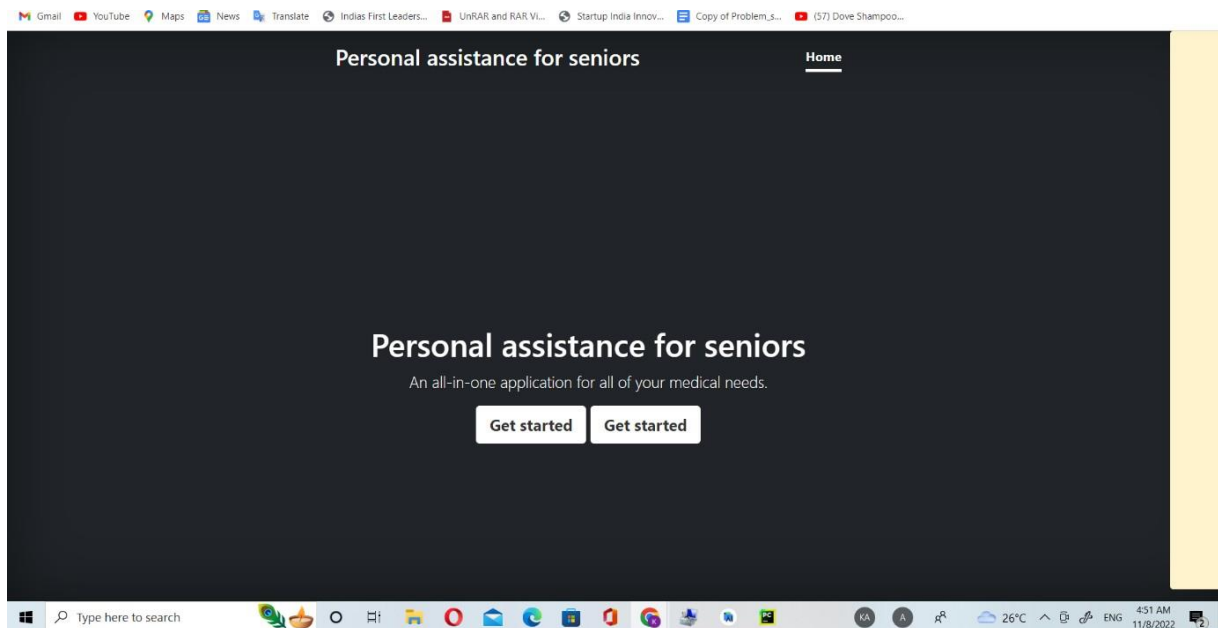 Gmail YouTube Maps News Translate Indias First Leaders... UnRAR and RAR Vi... Startup India Innov... Copy of Problem_s... (57) Dove Shampoo...
Personal assistance for seniors Home
Personal assistance for seniors
An all-in-one application for all of your medical needs.
Get started Get started
Type here to search KA A 26°C ENG 4:51 AM
11/8/2022 2